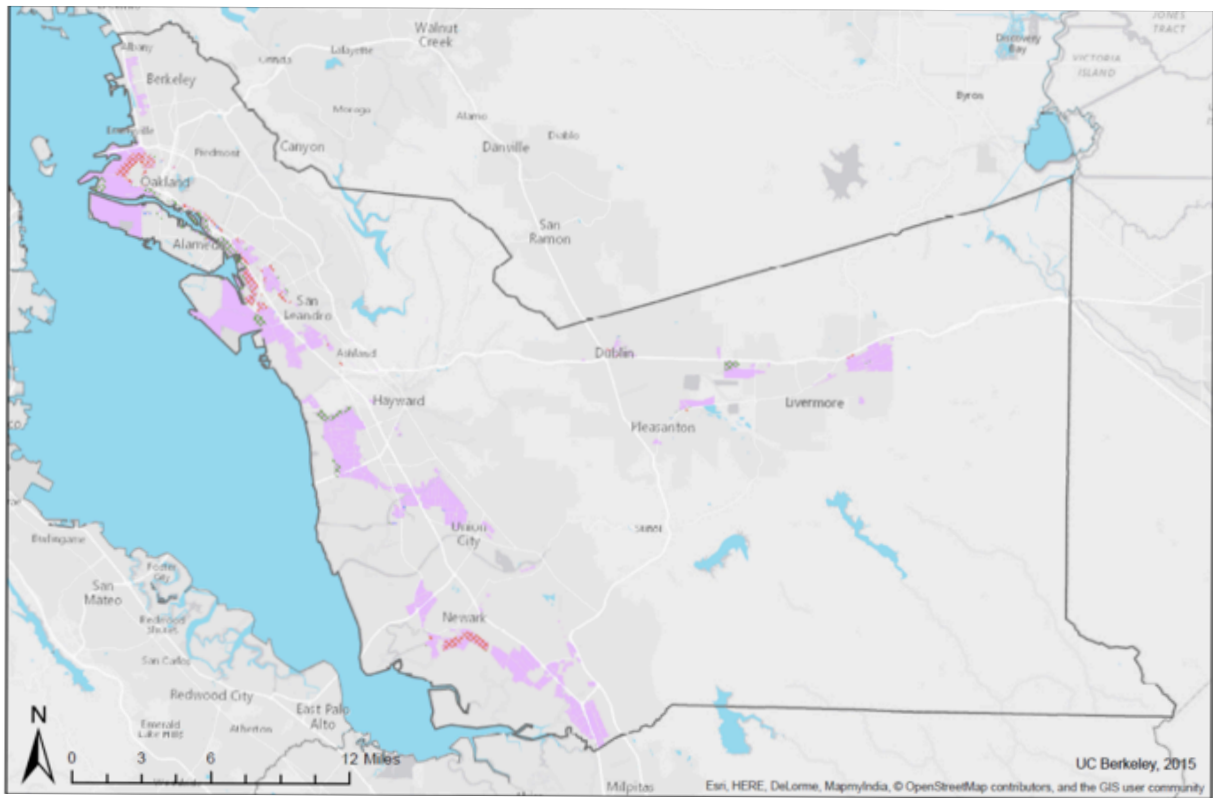 Walnut
Creek
JONES
TRACT
Discovery
Bay
VICTORIA
ISLAND
Albany
Lafayette
Berkeley
Byron
Moraga
Alamo
Diablo
Piedmont
Canyon
Danville
Oakland
San
Ramon
Alameda
San
Leandro
Ashland
Dublin
Hayward
Livermore
Pleasanton
Union
City
Foster
City
San
Mateo
Redwood
Shores
Newark
San Carlos
Redwood City
East Palo
Alto
Emerald
Lake Hills
Atherton
N
0 3 6 12 Miles
Milpitas
UC Berkeley, 2015
Esri, HERE, DeLorme, MapmyIndia, © OpenStreetMap contributors, and the GIS user community